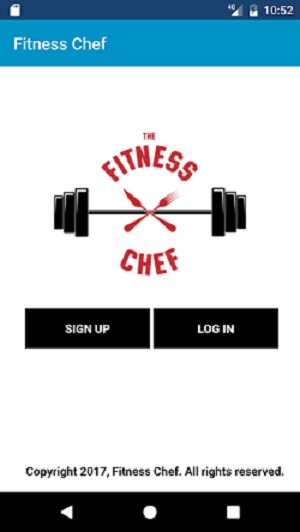 4G 10:52
Fitness Chef
THE
FITNESS
CHEF
SIGN UP LOG IN
Copyright 2017, Fitness Chef. All rights reserved.